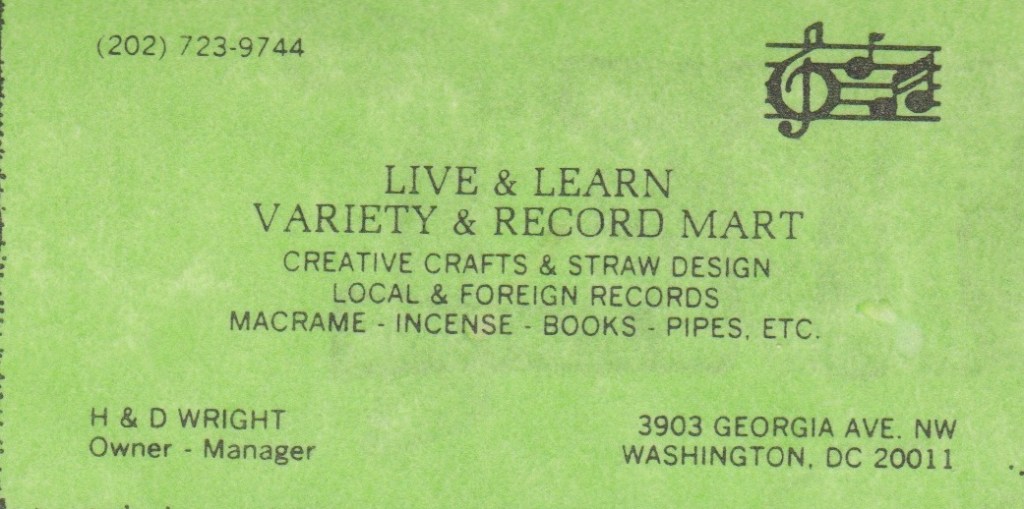 (202) 723-9744
LIVE & LEARN
VARIETY & RECORD MART
CREATIVE CRAFTS & STRAW DESIGN
LOCAL & FOREIGN RECORDS
MACRAME - INCENSE - BOOKS - PIPES, ETC.
H & D WRIGHT
Owner - Manager
3903 GEORGIA AVE. NW
WASHINGTON, DC 20011